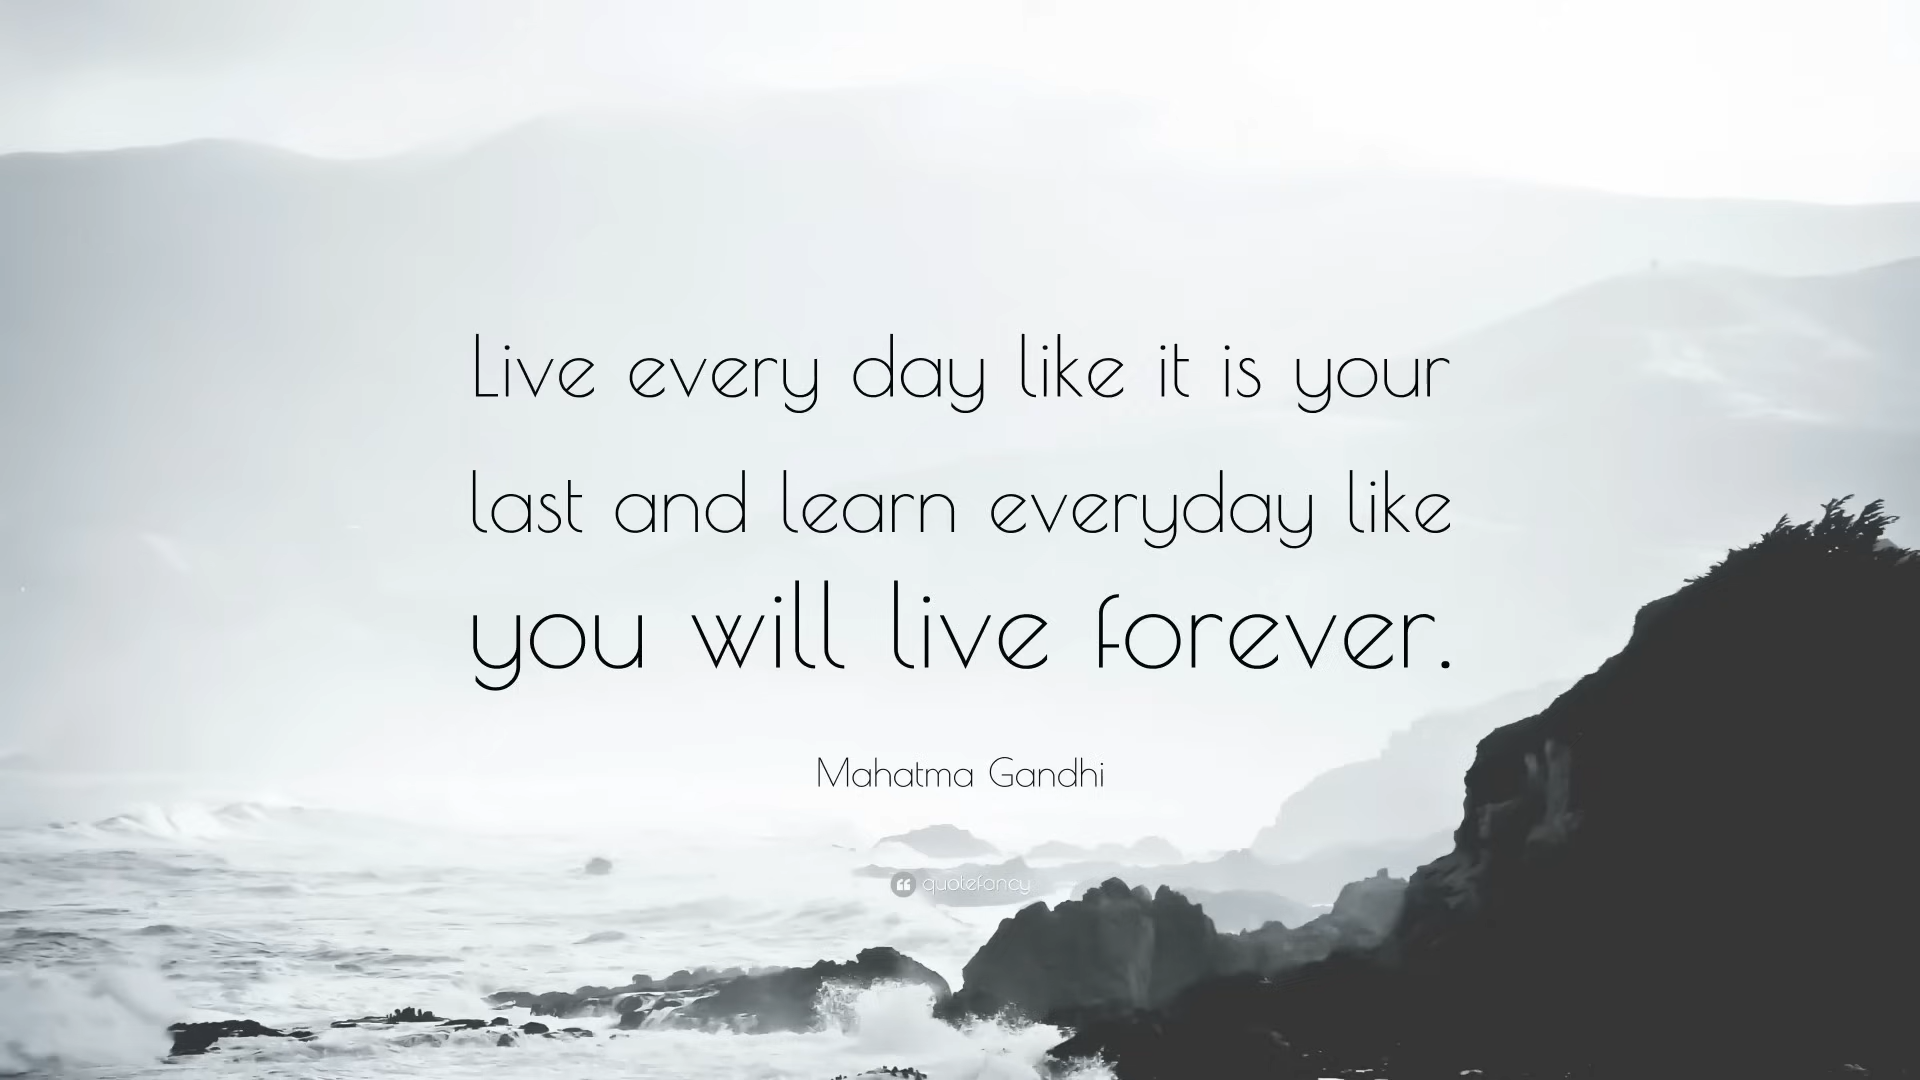 Live every day like it is your
last and learn everyday like
you will live forever.
Mahatma Gandhi
quotefancy